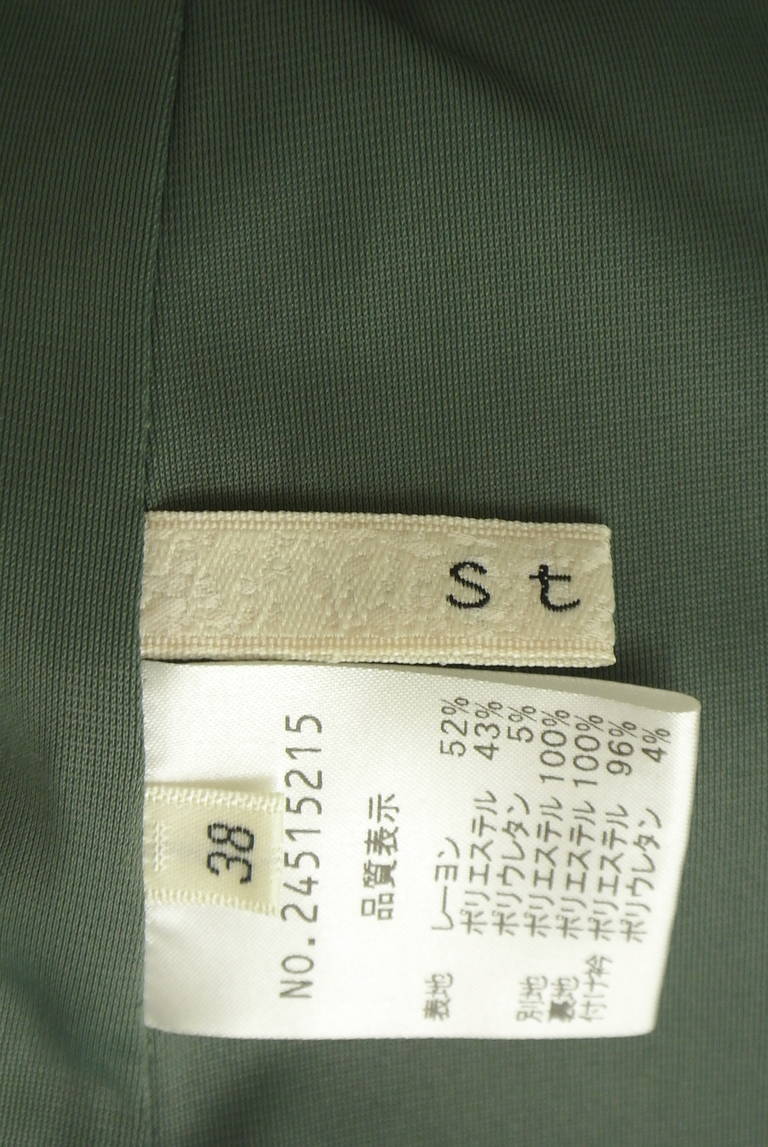 st
38
NO.24515215
品質表示
表地 レーヨン 52%
ポリエステル 43%
ポリウレタン 5%
別地 ポリエステル 100%
裏地 ポリエステル 100%
付け衿 ポリエステル 96%
ポリウレタン 4%